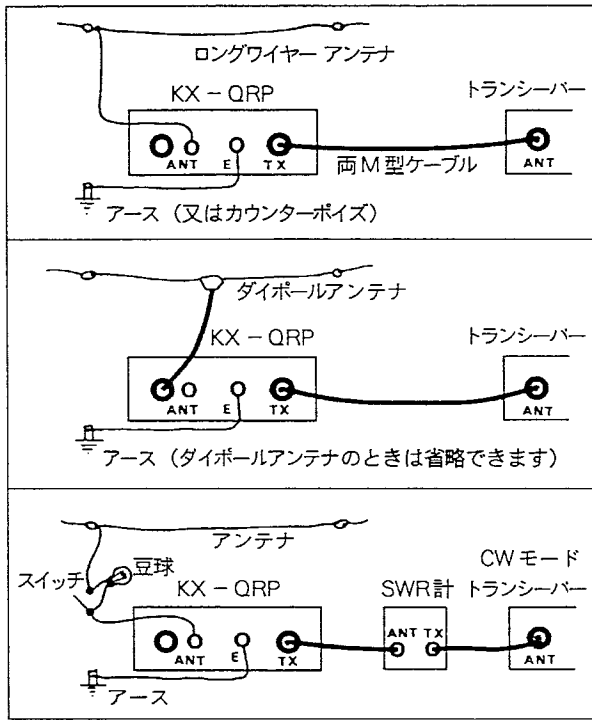 ロングワイヤー アンテナ
KX－QRP
トランシーバー
ANT E TX
両M型ケーブル
ANT
アース（又はカウンターポイズ）
ダイポールアンテナ
KX－QRP
トランシーバー
ANT E TX
ANT
アース（ダイポールアンテナのときは省略できます）
アンテナ
豆球
スイッチ
KX－QRP
SWR計
CWモード
トランシーバー
ANT E TX
ANT TX
ANT
アース